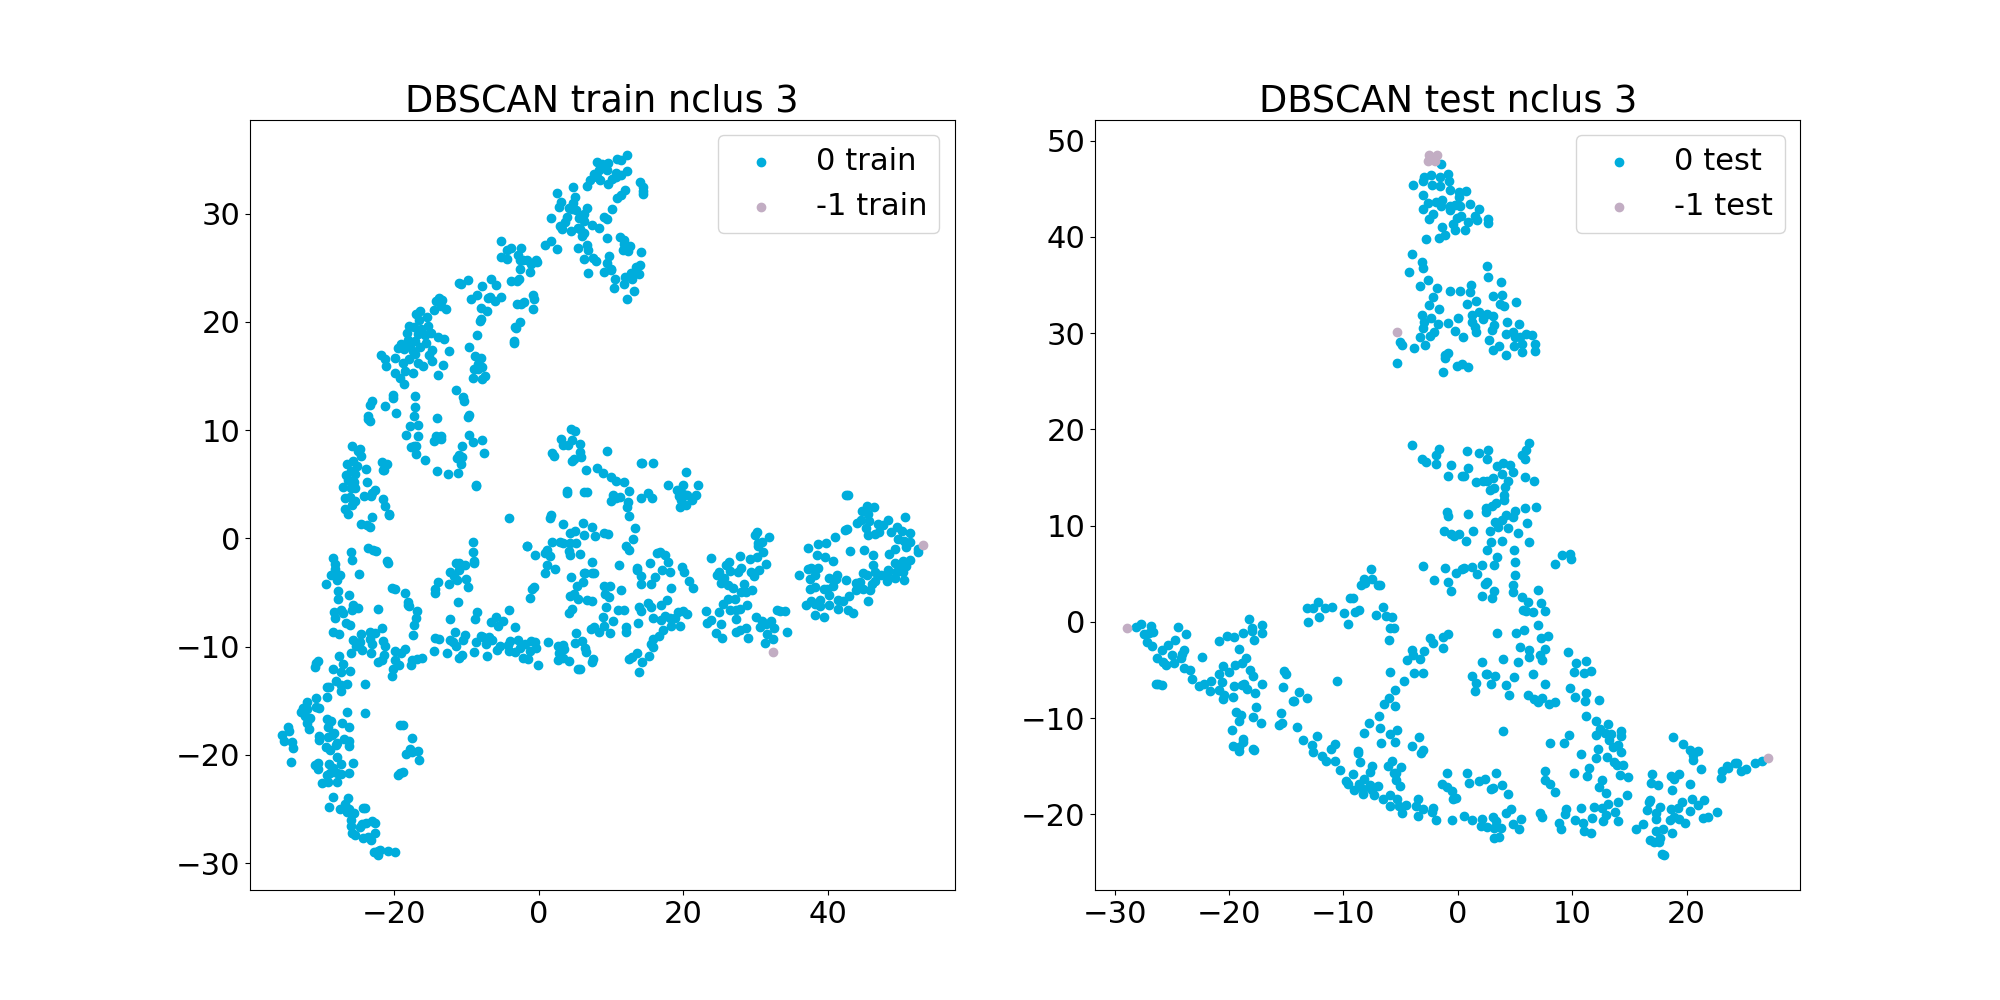 DBSCAN train nclus 3
0 train
-1 train
30
20
10
0
−10
−20
−30
−20 0 20 40
DBSCAN test nclus 3
0 test
-1 test
50
40
30
20
10
0
−10
−20
−30 −20 −10 0 10 20